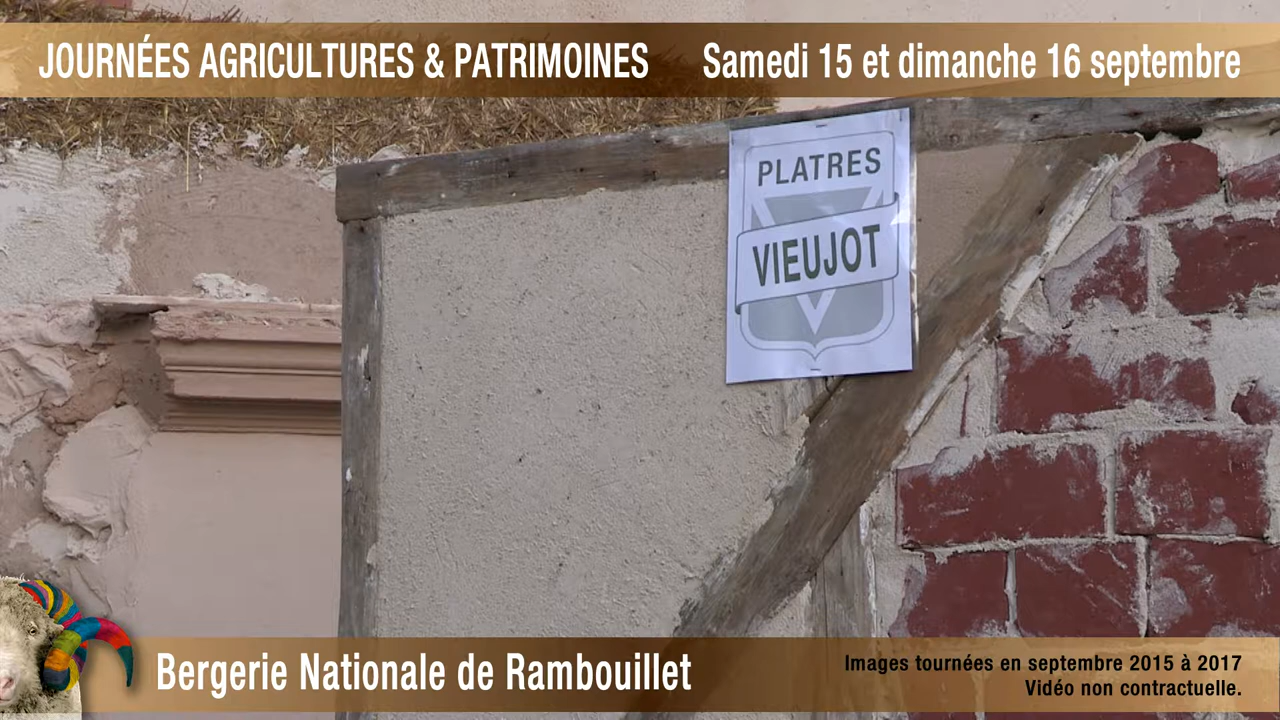 JOURNÉES AGRICULTURES & PATRIMOINES Samedi 15 et dimanche 16 septembre
PLATRES
VIEUJOT
Bergerie Nationale de Rambouillet
Images tournées en septembre 2015 à 2017
Vidéo non contractuelle.